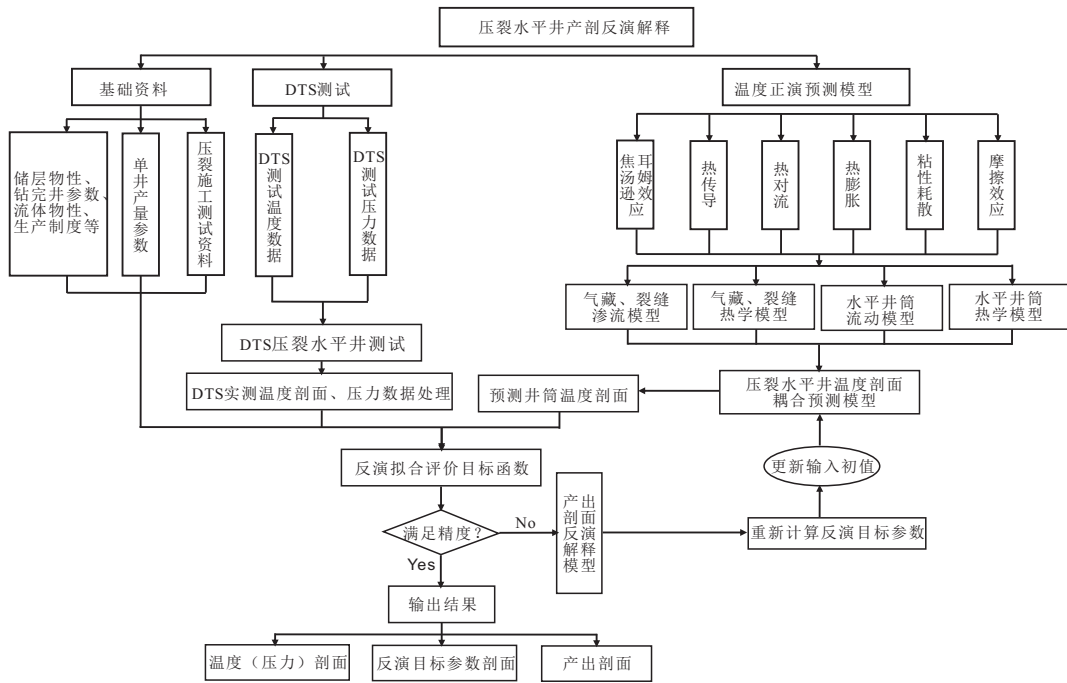 压裂水平井产剖反演解释
基础资料
DTS测试
温度正演预测模型
储层物性、
钻完井参数、
流体物性、
生产制度等
单井产量参数
压裂施工测试资料
DTS
测试温度数据
DTS
测试压力数据
焦汤逊
耳姆效应
热传导
热对流
热膨胀
粘性耗散
摩擦效应
气藏、裂缝
渗流模型
气藏、裂缝
热学模型
水平井筒
流动模型
水平井筒
热学模型
DTS压裂水平井测试
DTS实测温度剖面、压力数据处理
预测井筒温度剖面
压裂水平井温度剖面
耦合预测模型
反演拟合评价目标函数
更新输入初值
满足精度?
No
产出
剖面
反演
解释
模型
重新计算反演目标参数
Yes
输出结果
温度（压力）剖面
反演目标参数剖面
产出剖面